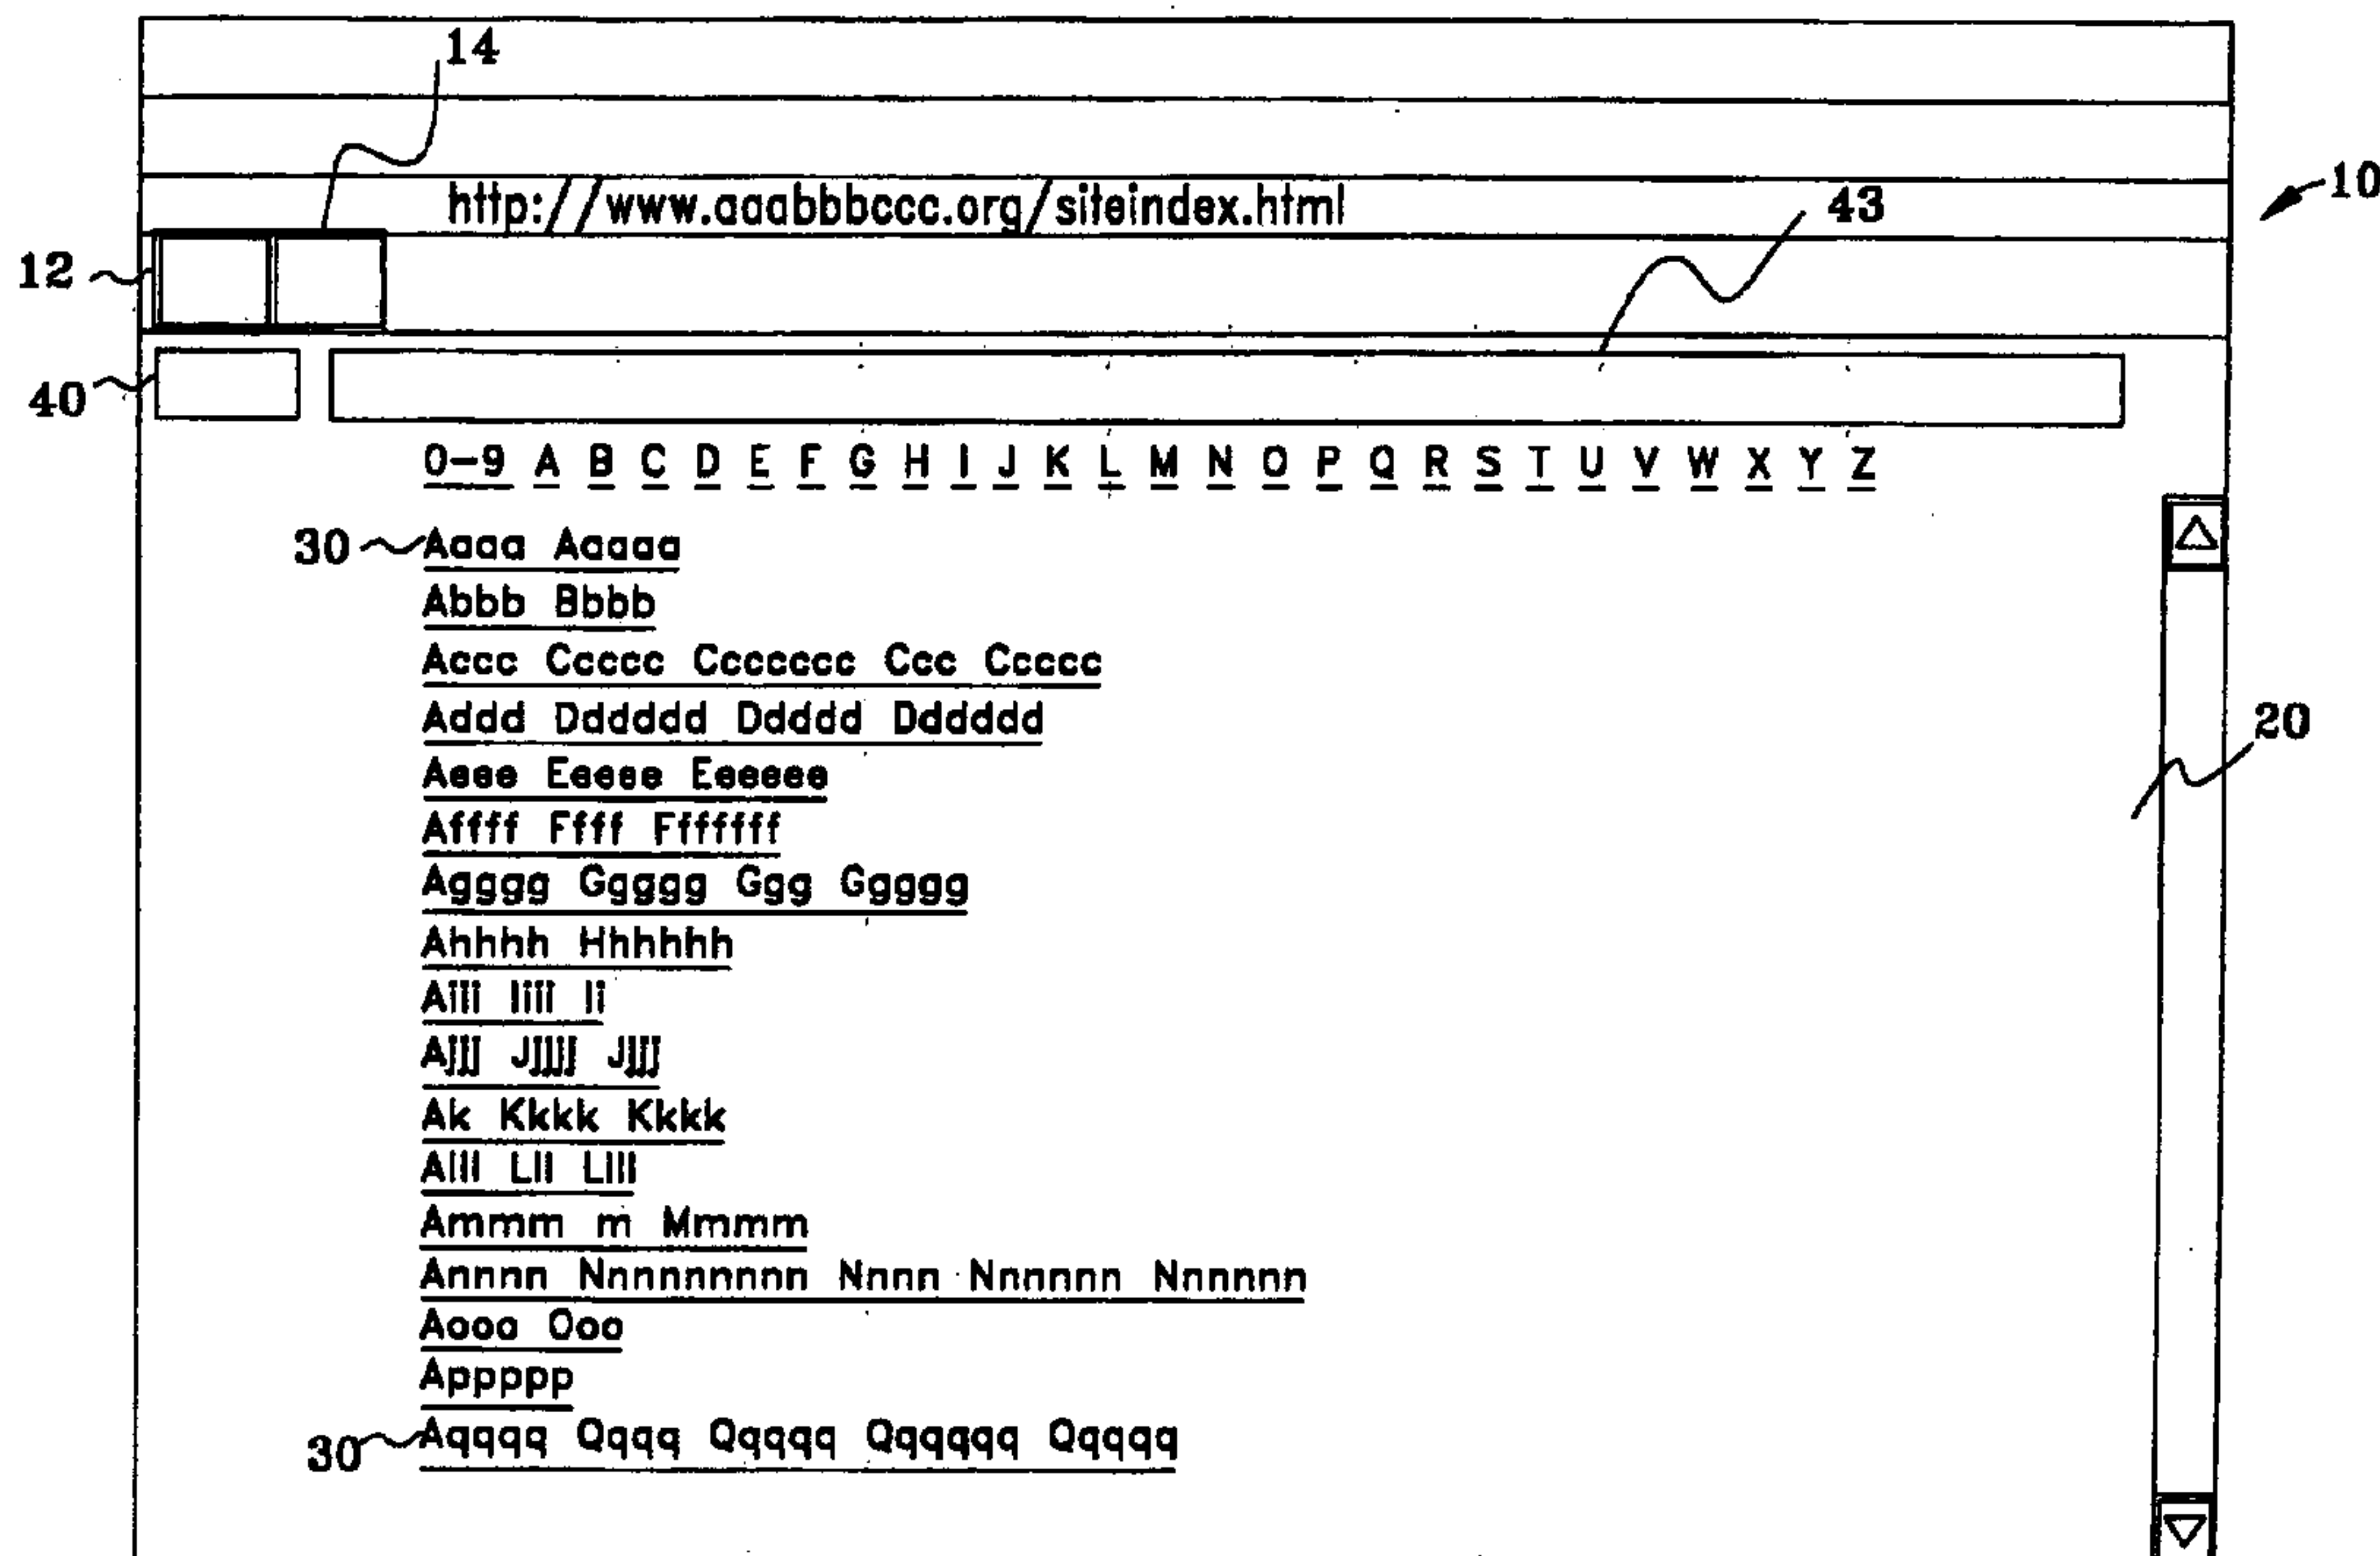 14
http://www.aaabbbccc.org/siteindex.html
10
43
12
40
0-9 A B C D E F G H I J K L M N O P Q R S T U V W X Y Z
30 Aaaa Aaaaa
Abbb Bbbb
Accc Ccccc Ccccccc Ccc Ccccc
Addd Dddddd Ddddd Dddddd
Aeee Eeeee Eeeeee
Affff Ffff Fffffff
Agggg Ggggg Ggg Ggggg
Ahhhh Hhhhhh
Aiii Iiiii Ii
Ajjj Jjjjj Jjjj
Ak Kkkk Kkkk
Alll Lll Llll
Ammm m Mmmm
Annnn Nnnnnnnnn Nnnn Nnnnnn Nnnnnn
Aooo Ooo
Appppp
30 Aqqqq Qqqq Qqqqq Qqqqqq Qqqqq
20